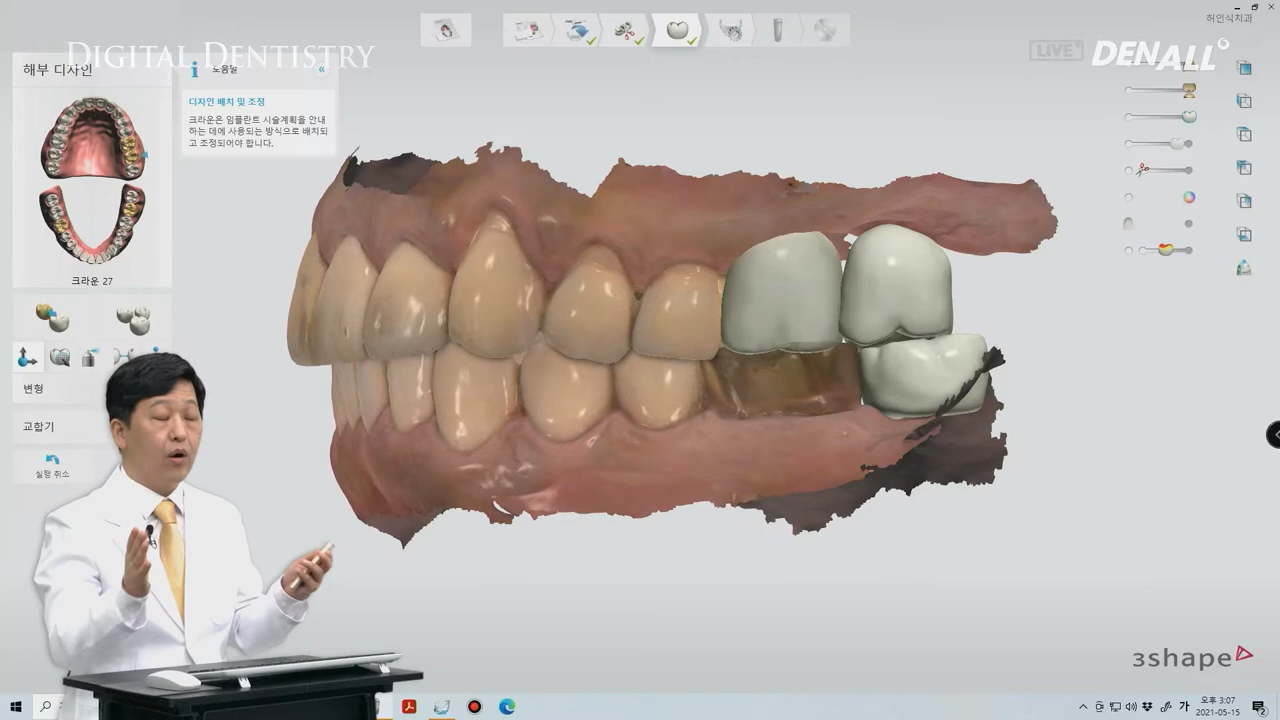 허인식치과
DIGITAL DENTISTRY
LIVE
DENALL
해부 디자인
도움말
디자인 배치 및 조정
크라운은 임플란트 시술계획을 안내
하는 데에 사용되는 방식으로 배치되
고 조정되어야 합니다.
크라운 27
변형
교합기
실행 취소
3shape
가
오후 3:07
2021-05-15
2